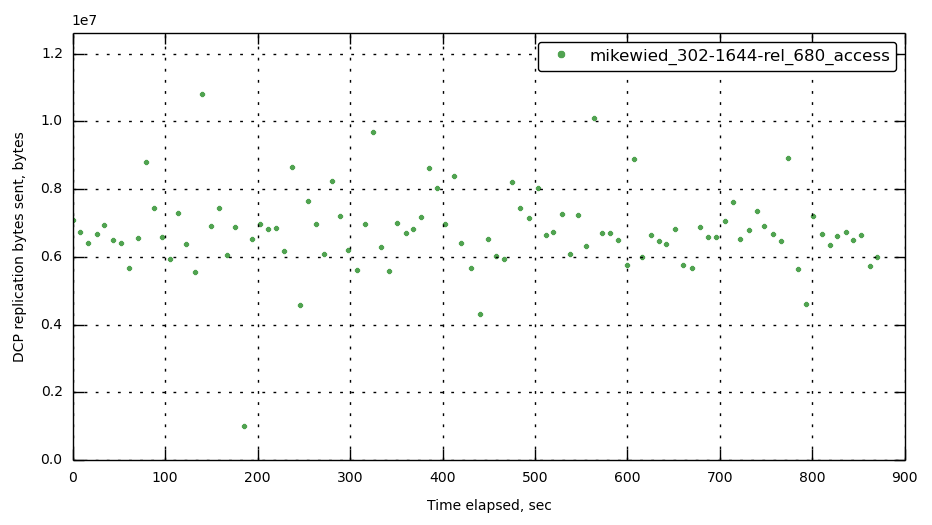 1e7
mikewied_302-1644-rel_680_access
1.2
1.0
0.8
0.6
0.4
0.2
0.0
DCP replication bytes sent, bytes
0 100 200 300 400 500 600 700 800 900
Time elapsed, sec